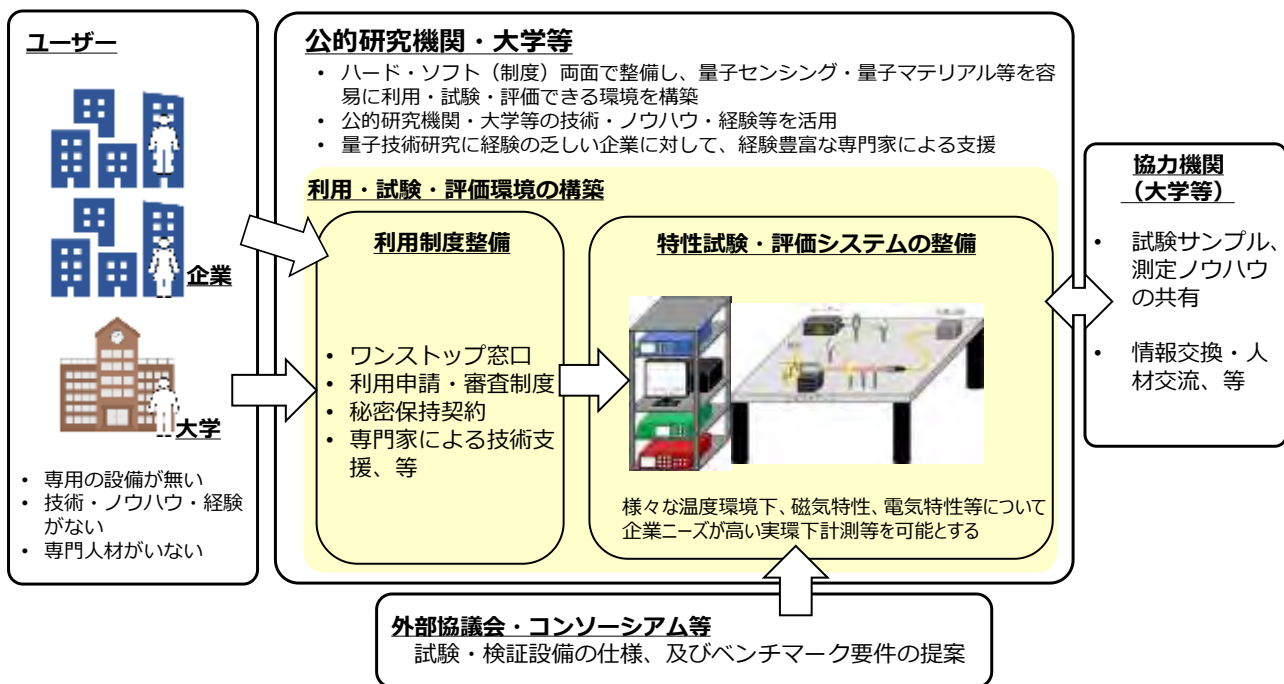 ユーザー
企業
大学
• 専用の設備が無い
• 技術・ノウハウ・経験
がない
• 専門人材がいない
公的研究機関・大学等
• ハード・ソフト（制度）両面で整備し、量子センシング・量子マテリアル等を容
易に利用・試験・評価できる環境を構築
• 公的研究機関・大学等の技術・ノウハウ・経験等を活用
• 量子技術研究に経験の乏しい企業に対して、経験豊富な専門家による支援
利用・試験・評価環境の構築
利用制度整備
• ワンストップ窓口
• 利用申請・審査制度
• 秘密保持契約
• 専門家による技術支
援、等
特性試験・評価システムの整備
様々な温度環境下、磁気特性、電気特性等について
企業ニーズが高い実環下計測等を可能とする
協力機関
（大学等）
• 試験サンプル、
測定ノウハウ
の共有
• 情報交換・人
材交流、等
外部協議会・コンソーシアム等
試験・検証設備の仕様、及びベンチマーク要件の提案